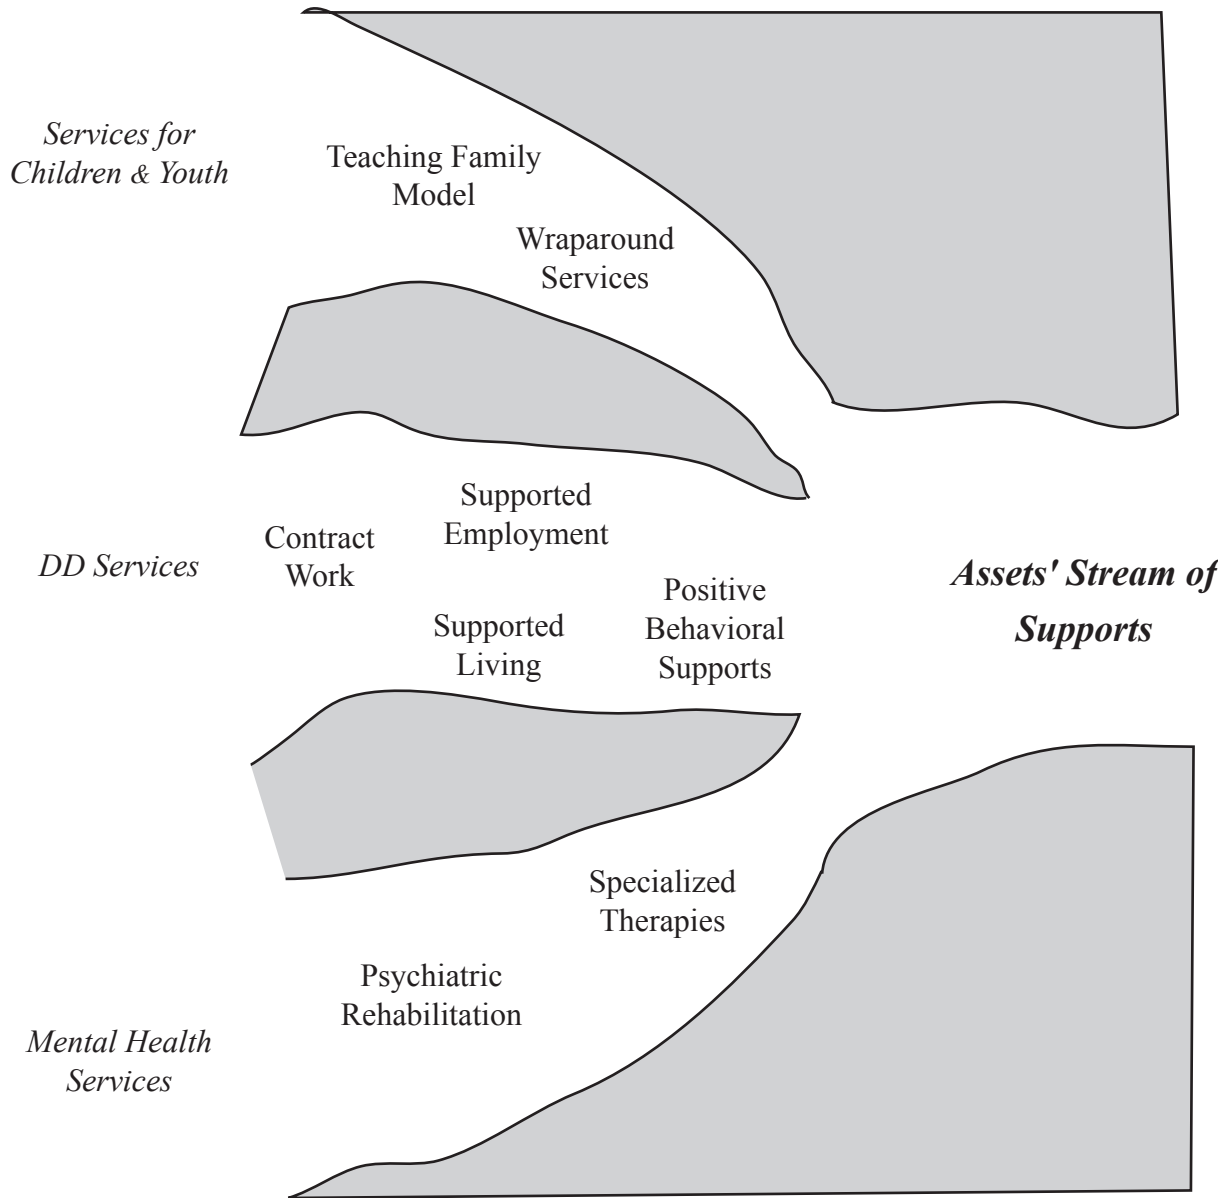 Services for
Children & Youth
Teaching Family
Model
Wraparound
Services
DD Services
Contract
Work
Supported
Employment
Supported
Living
Positive
Behavioral
Supports
Assets' Stream of
Supports
Specialized
Therapies
Psychiatric
Rehabilitation
Mental Health
Services